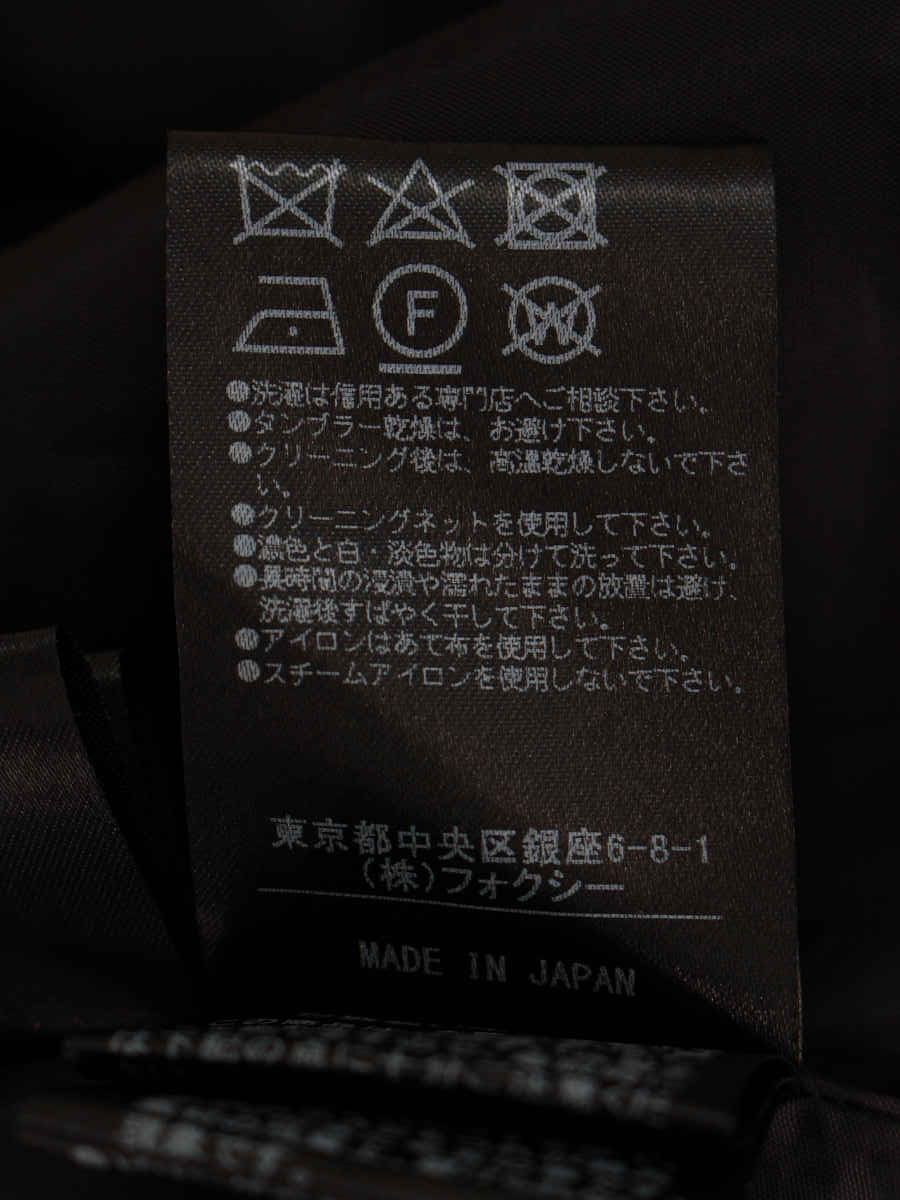 F
W
●洗濯は信用ある専門店へご相談下さい。
●タンブラー乾燥は、お避け下さい。
●クリーニング後は、高温乾燥しないで下さ
い。
●クリーニングネットを使用して下さい。
●濃色と白・淡色物は分けて洗って下さい。
●長時間の浸漬や濡れたままの放置は避け、
洗濯後すばやく干して下さい。
●アイロンはあて布を使用して下さい。
●スチームアイロンを使用しないで下さい。
東京都中央区銀座6-8-1
(株)フォクシー
MADE IN JAPAN